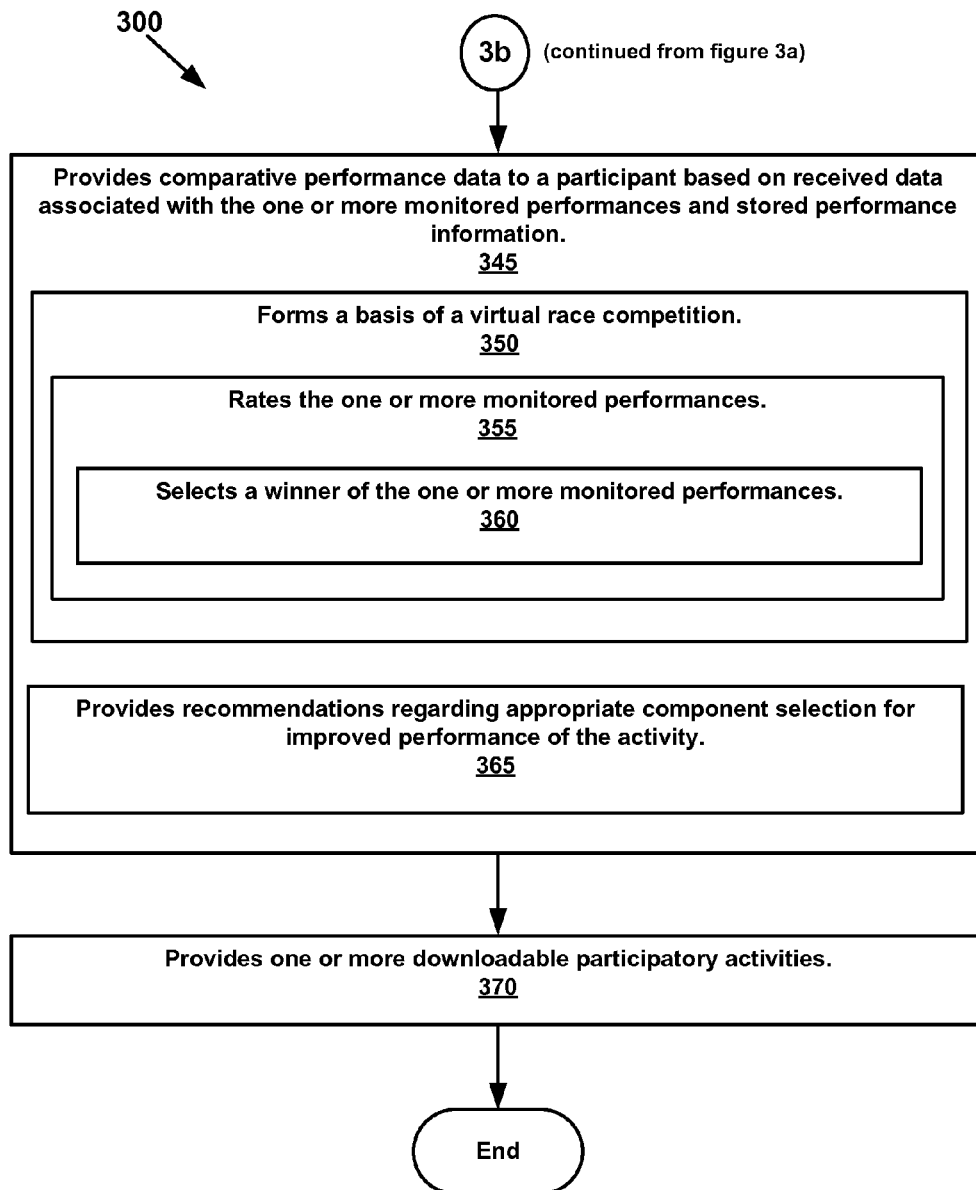 300
3b (continued from figure 3a)
Provides comparative performance data to a participant based on received data
associated with the one or more monitored performances and stored performance
information.
345
Forms a basis of a virtual race competition.
350
Rates the one or more monitored performances.
355
Selects a winner of the one or more monitored performances.
360
Provides recommendations regarding appropriate component selection for
improved performance of the activity.
365
Provides one or more downloadable participatory activities.
370
End